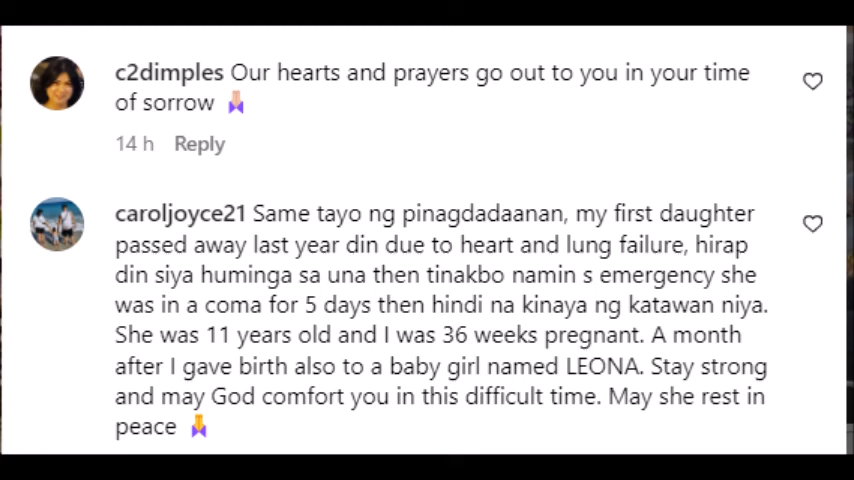 c2dimples Our hearts and prayers go out to you in your time
of sorrow 🙏
14 h Reply
caroljoyce21 Same tayo ng pinagdadaanan, my first daughter
passed away last year din due to heart and lung failure, hirap
din siya huminga sa una then tinakbo namin s emergency she
was in a coma for 5 days then hindi na kinaya ng katawan niya.
She was 11 years old and I was 36 weeks pregnant. A month
after I gave birth also to a baby girl named LEONA. Stay strong
and may God comfort you in this difficult time. May she rest in
peace 🙏